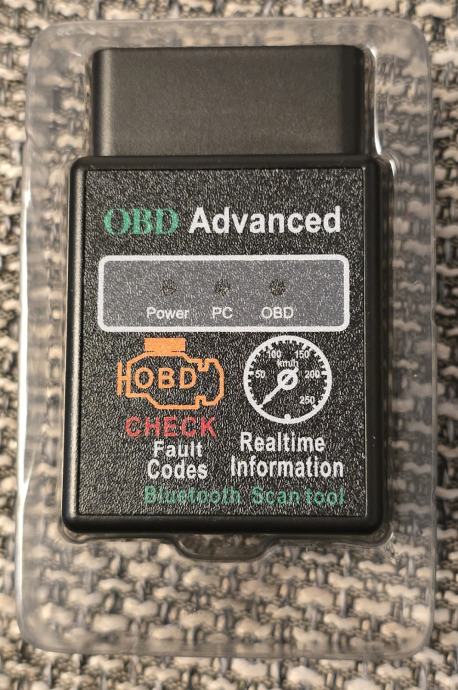 OBD Advanced
Power PC OBD
OBD
CHECK
Fault
Codes
50 100 150 200 250
km/h
Realtime
Information
Bluetooth Scan tool